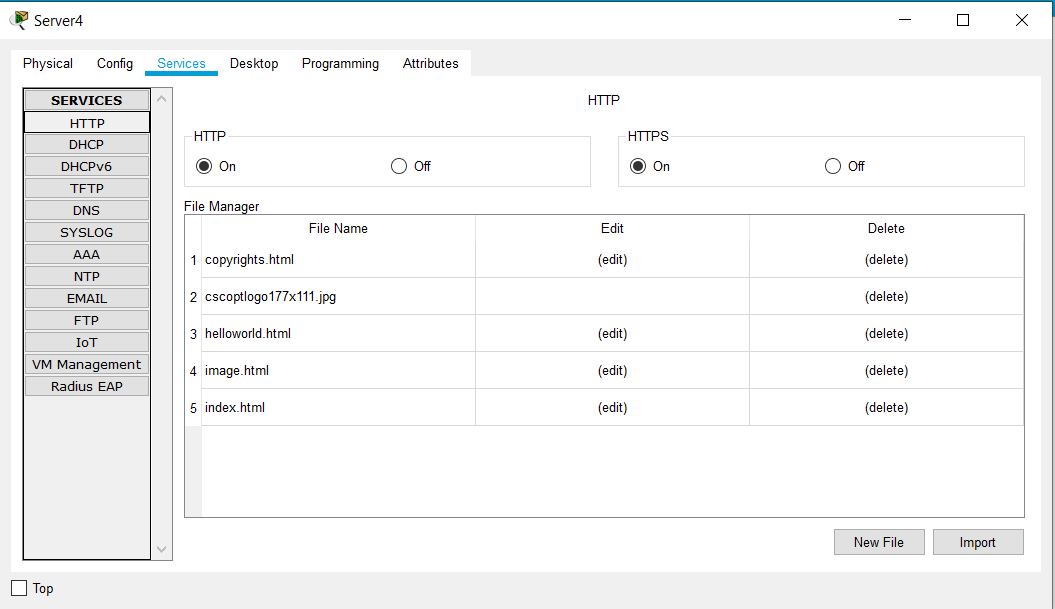 Server4
Physical Config Services Desktop Programming Attributes
SERVICES
HTTP
DHCP
DHCPv6
TFTP
DNS
SYSLOG
AAA
NTP
EMAIL
FTP
IoT
VM Management
Radius EAP
HTTP
HTTP
On Off
HTTPS
On Off
File Manager
File Name Edit Delete
1 copyrights.html (edit) (delete)
2 cscoptlogo177x111.jpg (delete)
3 helloworld.html (edit) (delete)
4 image.html (edit) (delete)
5 index.html (edit) (delete)
New File Import
Top